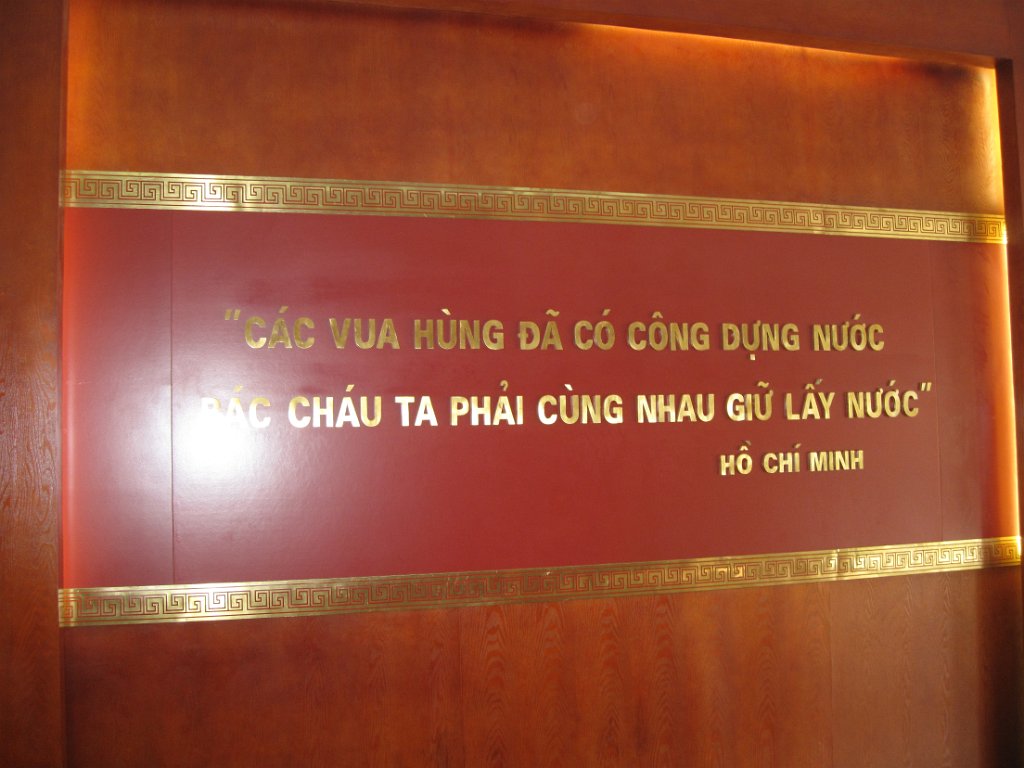 "CÁC VUA HÙNG ĐÃ CÓ CÔNG DỰNG NƯỚC
BÁC CHÁU TA PHẢI CÙNG NHAU GIỮ LẤY NƯỚC"
HỒ CHÍ MINH